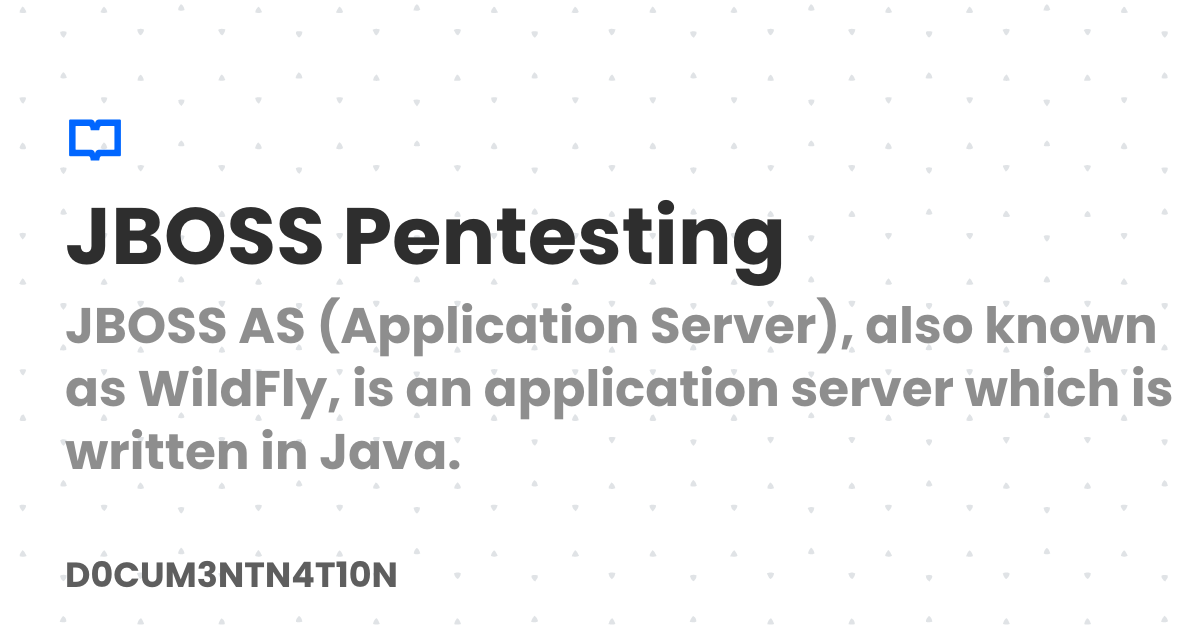 JBOSS Pentesting
JBOSS AS (Application Server), also known
as WildFly, is an application server which is
written in Java.
D0CUM3NTN4T10N